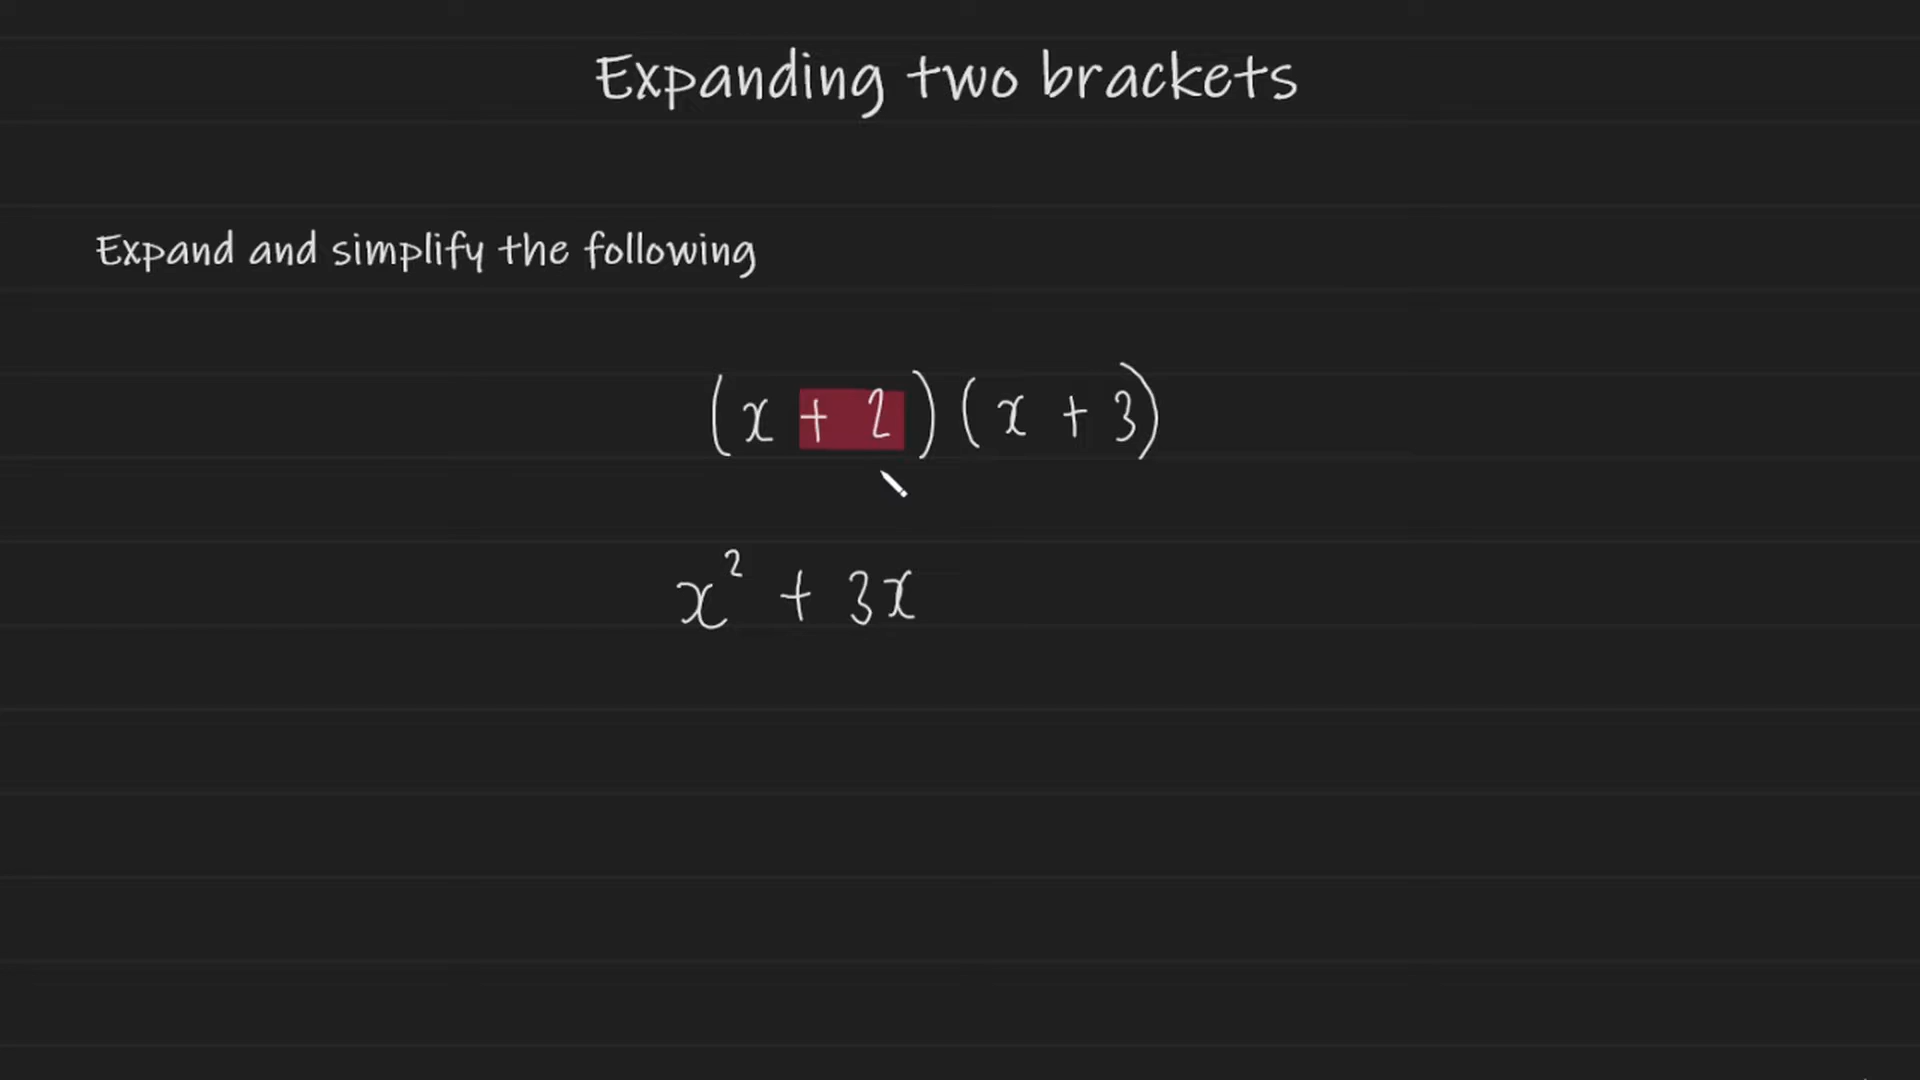 Expanding two brackets
Expand and simplify the following
(x + 2)(x + 3)
x² + 3x